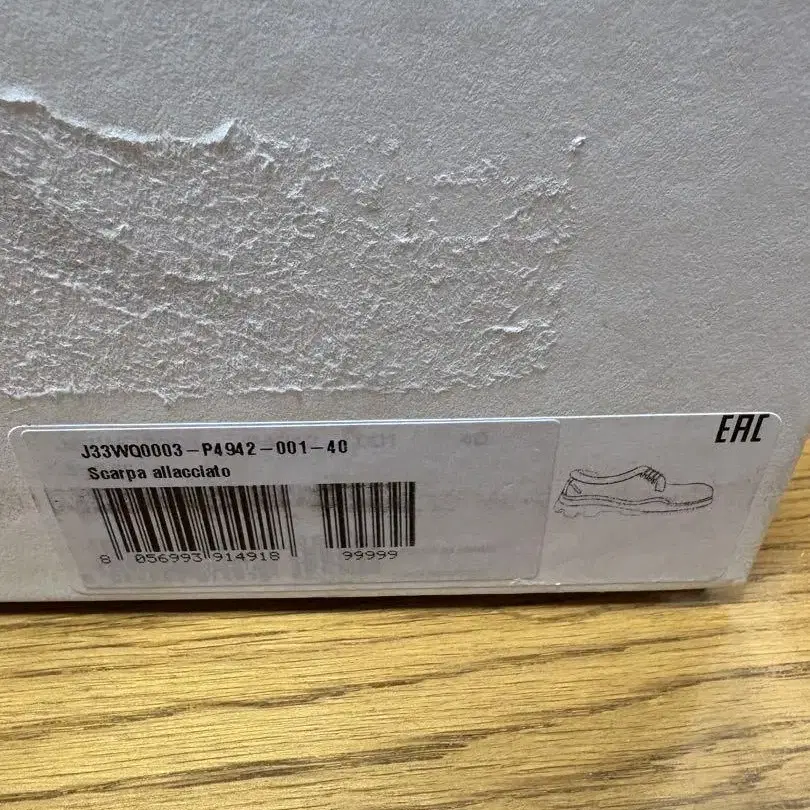 EAC
J33WQ0003-P4942-001-40
Scarpa allacciato
8 056993 914918 99999